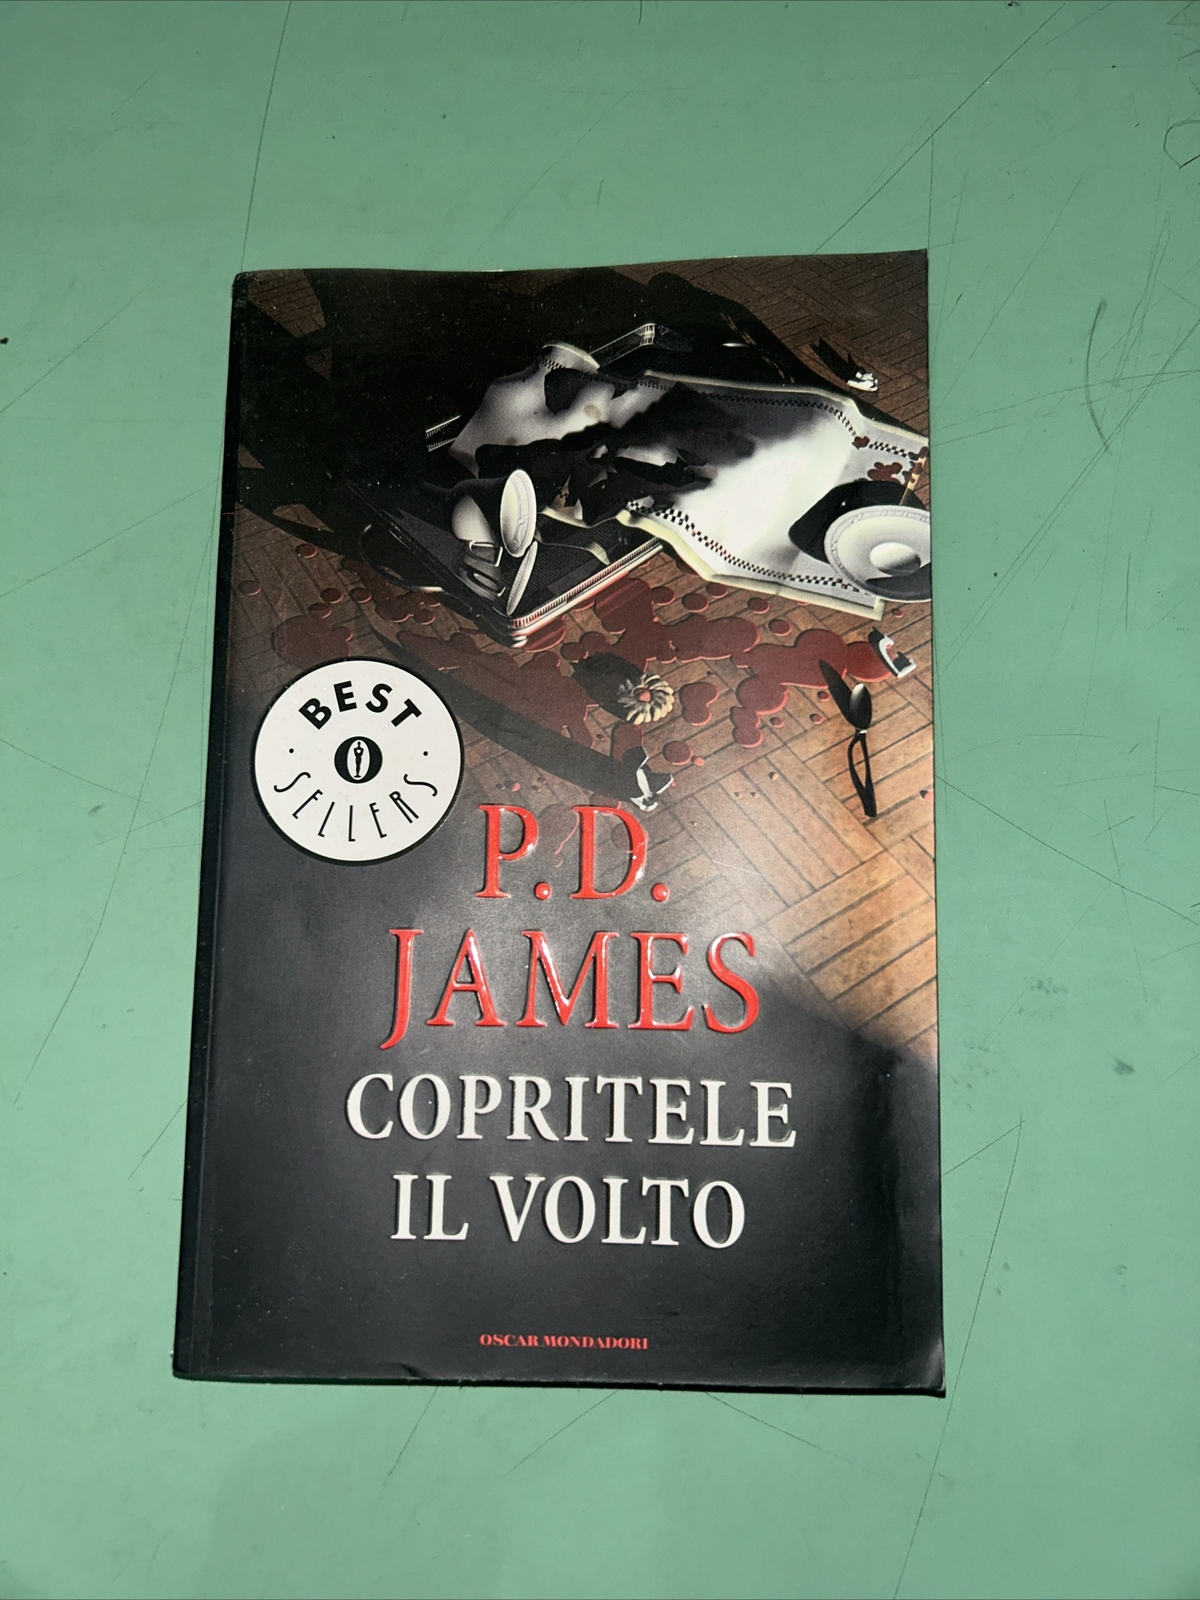 BEST
SELLERS
P.D.
JAMES
COPRITELE
IL VOLTO
OSCAR MONDADORI